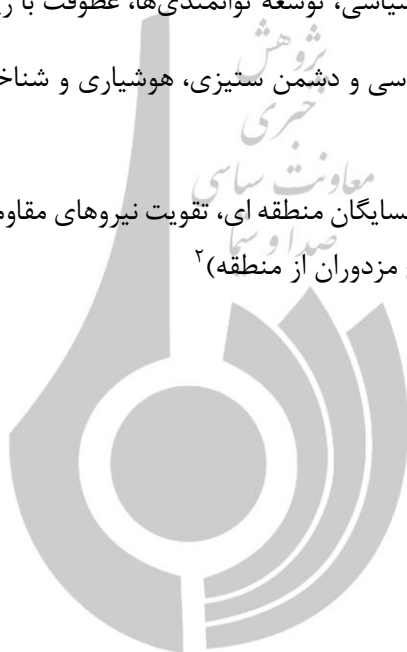 سیاسی، توسعه توانمندی‌ها، عطوفت با
پژوهش
سی و دشمن ستیزی، هوشیاری و شناخ
خبری
معاونت سیاسی
مسایگان منطقه ای، تقویت نیروهای مقاوم
صدا و سیما
مزدوران از منطقه)۲